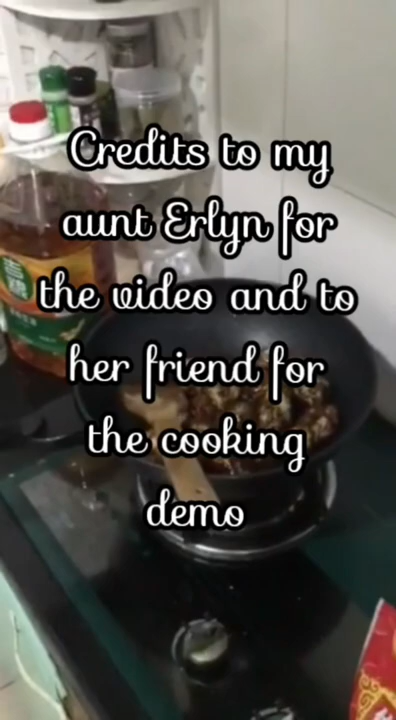 Credits to my
aunt Erlyn for
the video and to
her friend for
the cooking
demo